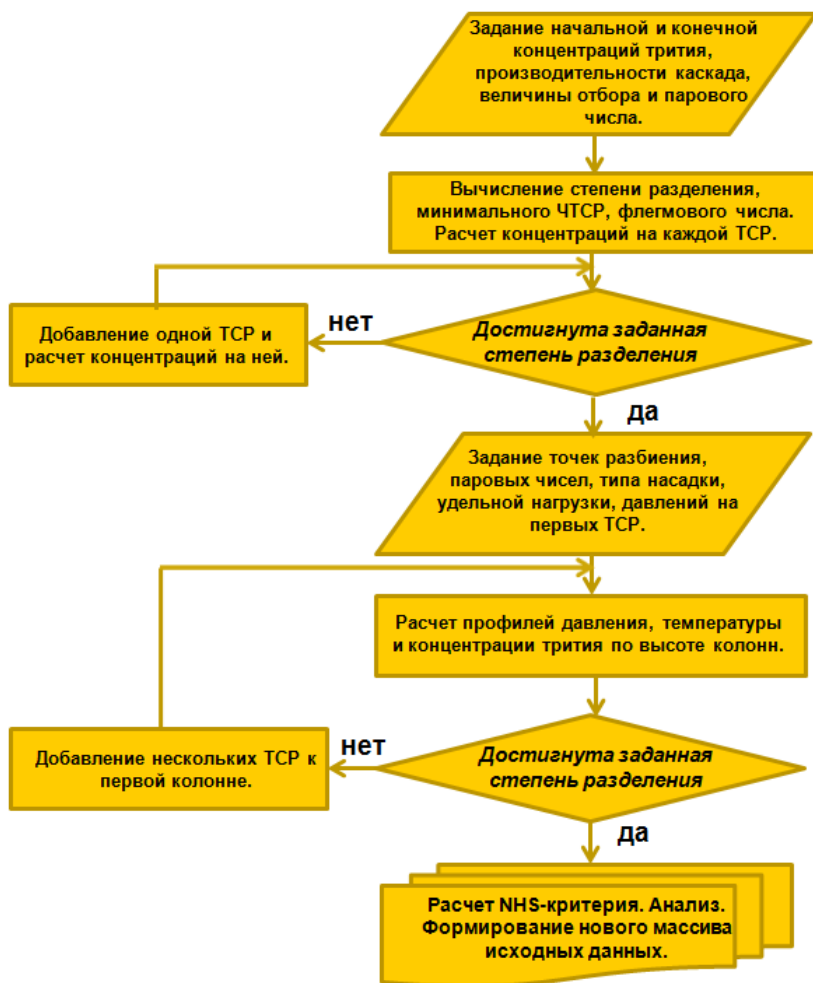 Задание начальной и конечной
концентраций трития,
производительности каскада,
величины отбора и парового
числа.
Вычисление степени разделения,
минимального ЧТСР, флегмового числа.
Расчет концентраций на каждой ТСР.
нет
Достигнута заданная
степень разделения
Добавление одной ТСР и
расчет концентраций на ней.
да
Задание точек разбиения,
паровых чисел, типа насадки,
удельной нагрузки, давлений на
первых ТСР.
Расчет профилей давления, температуры
и концентрации трития по высоте колонн.
нет
Достигнута заданная
степень разделения
Добавление нескольких ТСР к
первой колонне.
да
Расчет NHS-критерия. Анализ.
Формирование нового массива
исходных данных.